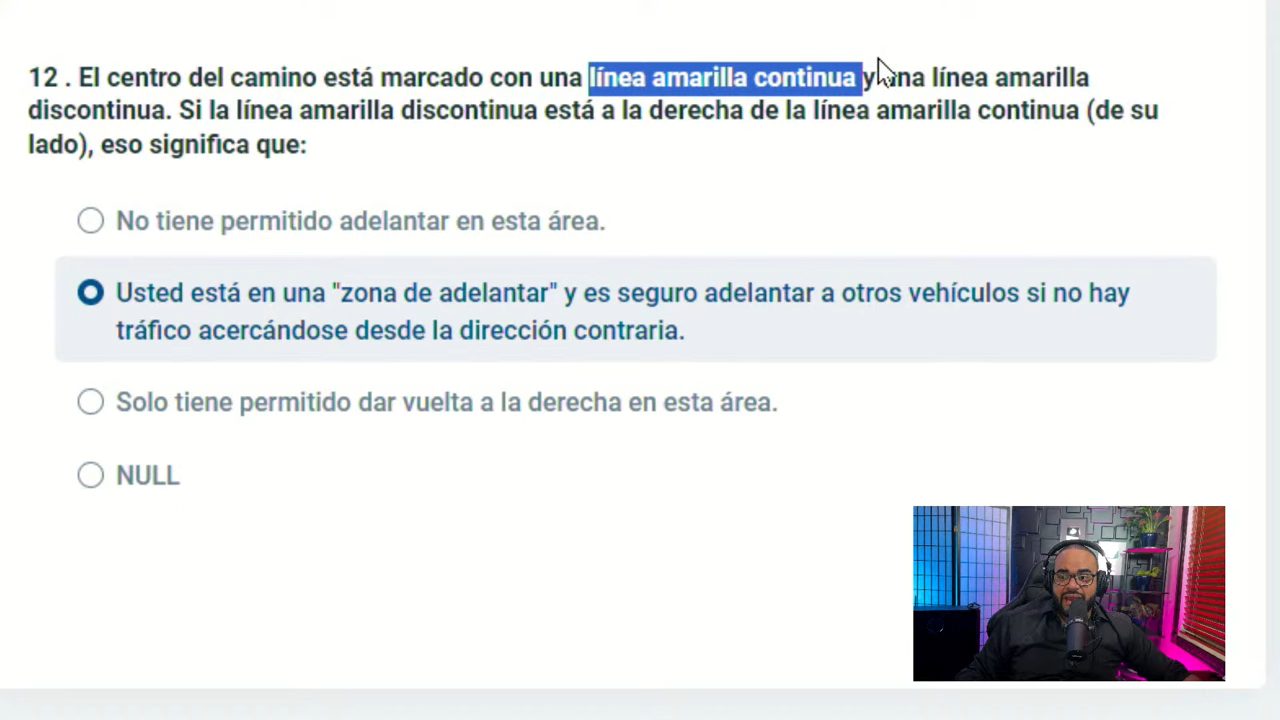 12 . El centro del camino está marcado con una línea amarilla continua y una línea amarilla
discontinua. Si la línea amarilla discontinua está a la derecha de la línea amarilla continua (de su
lado), eso significa que:
No tiene permitido adelantar en esta área.
Usted está en una "zona de adelantar" y es seguro adelantar a otros vehículos si no hay
tráfico acercándose desde la dirección contraria.
Solo tiene permitido dar vuelta a la derecha en esta área.
NULL